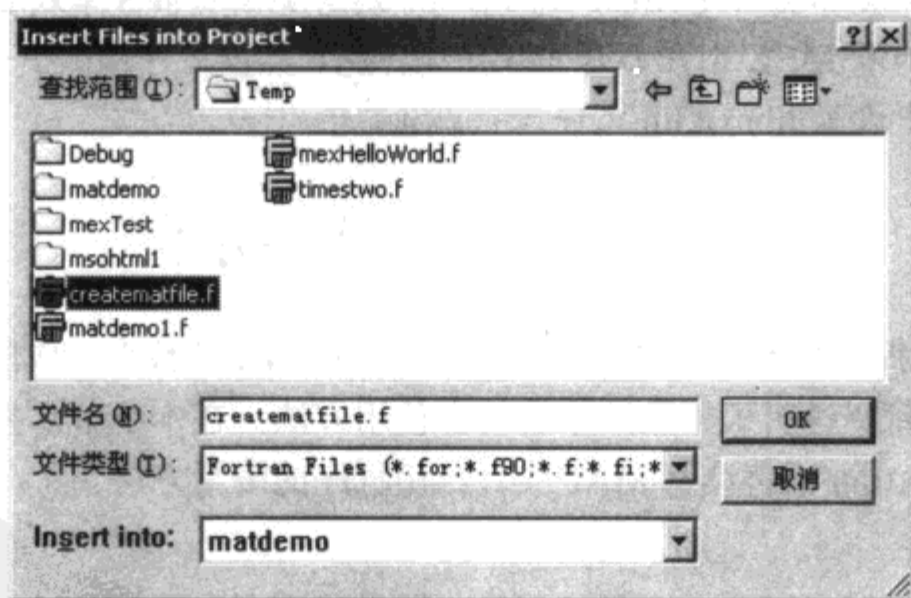 Insert Files into Project
查找范围(I): Temp
Debug
matdemo
mexTest
msohtml1
creatematfile.f
matdemo1.f
mexHelloWorld.f
timestwo.f
文件名(N): creatematfile.f
OK
文件类型(T): Fortran Files (*.for;*.f90;*.f;*.fi;*
取消
Insert into: matdemo